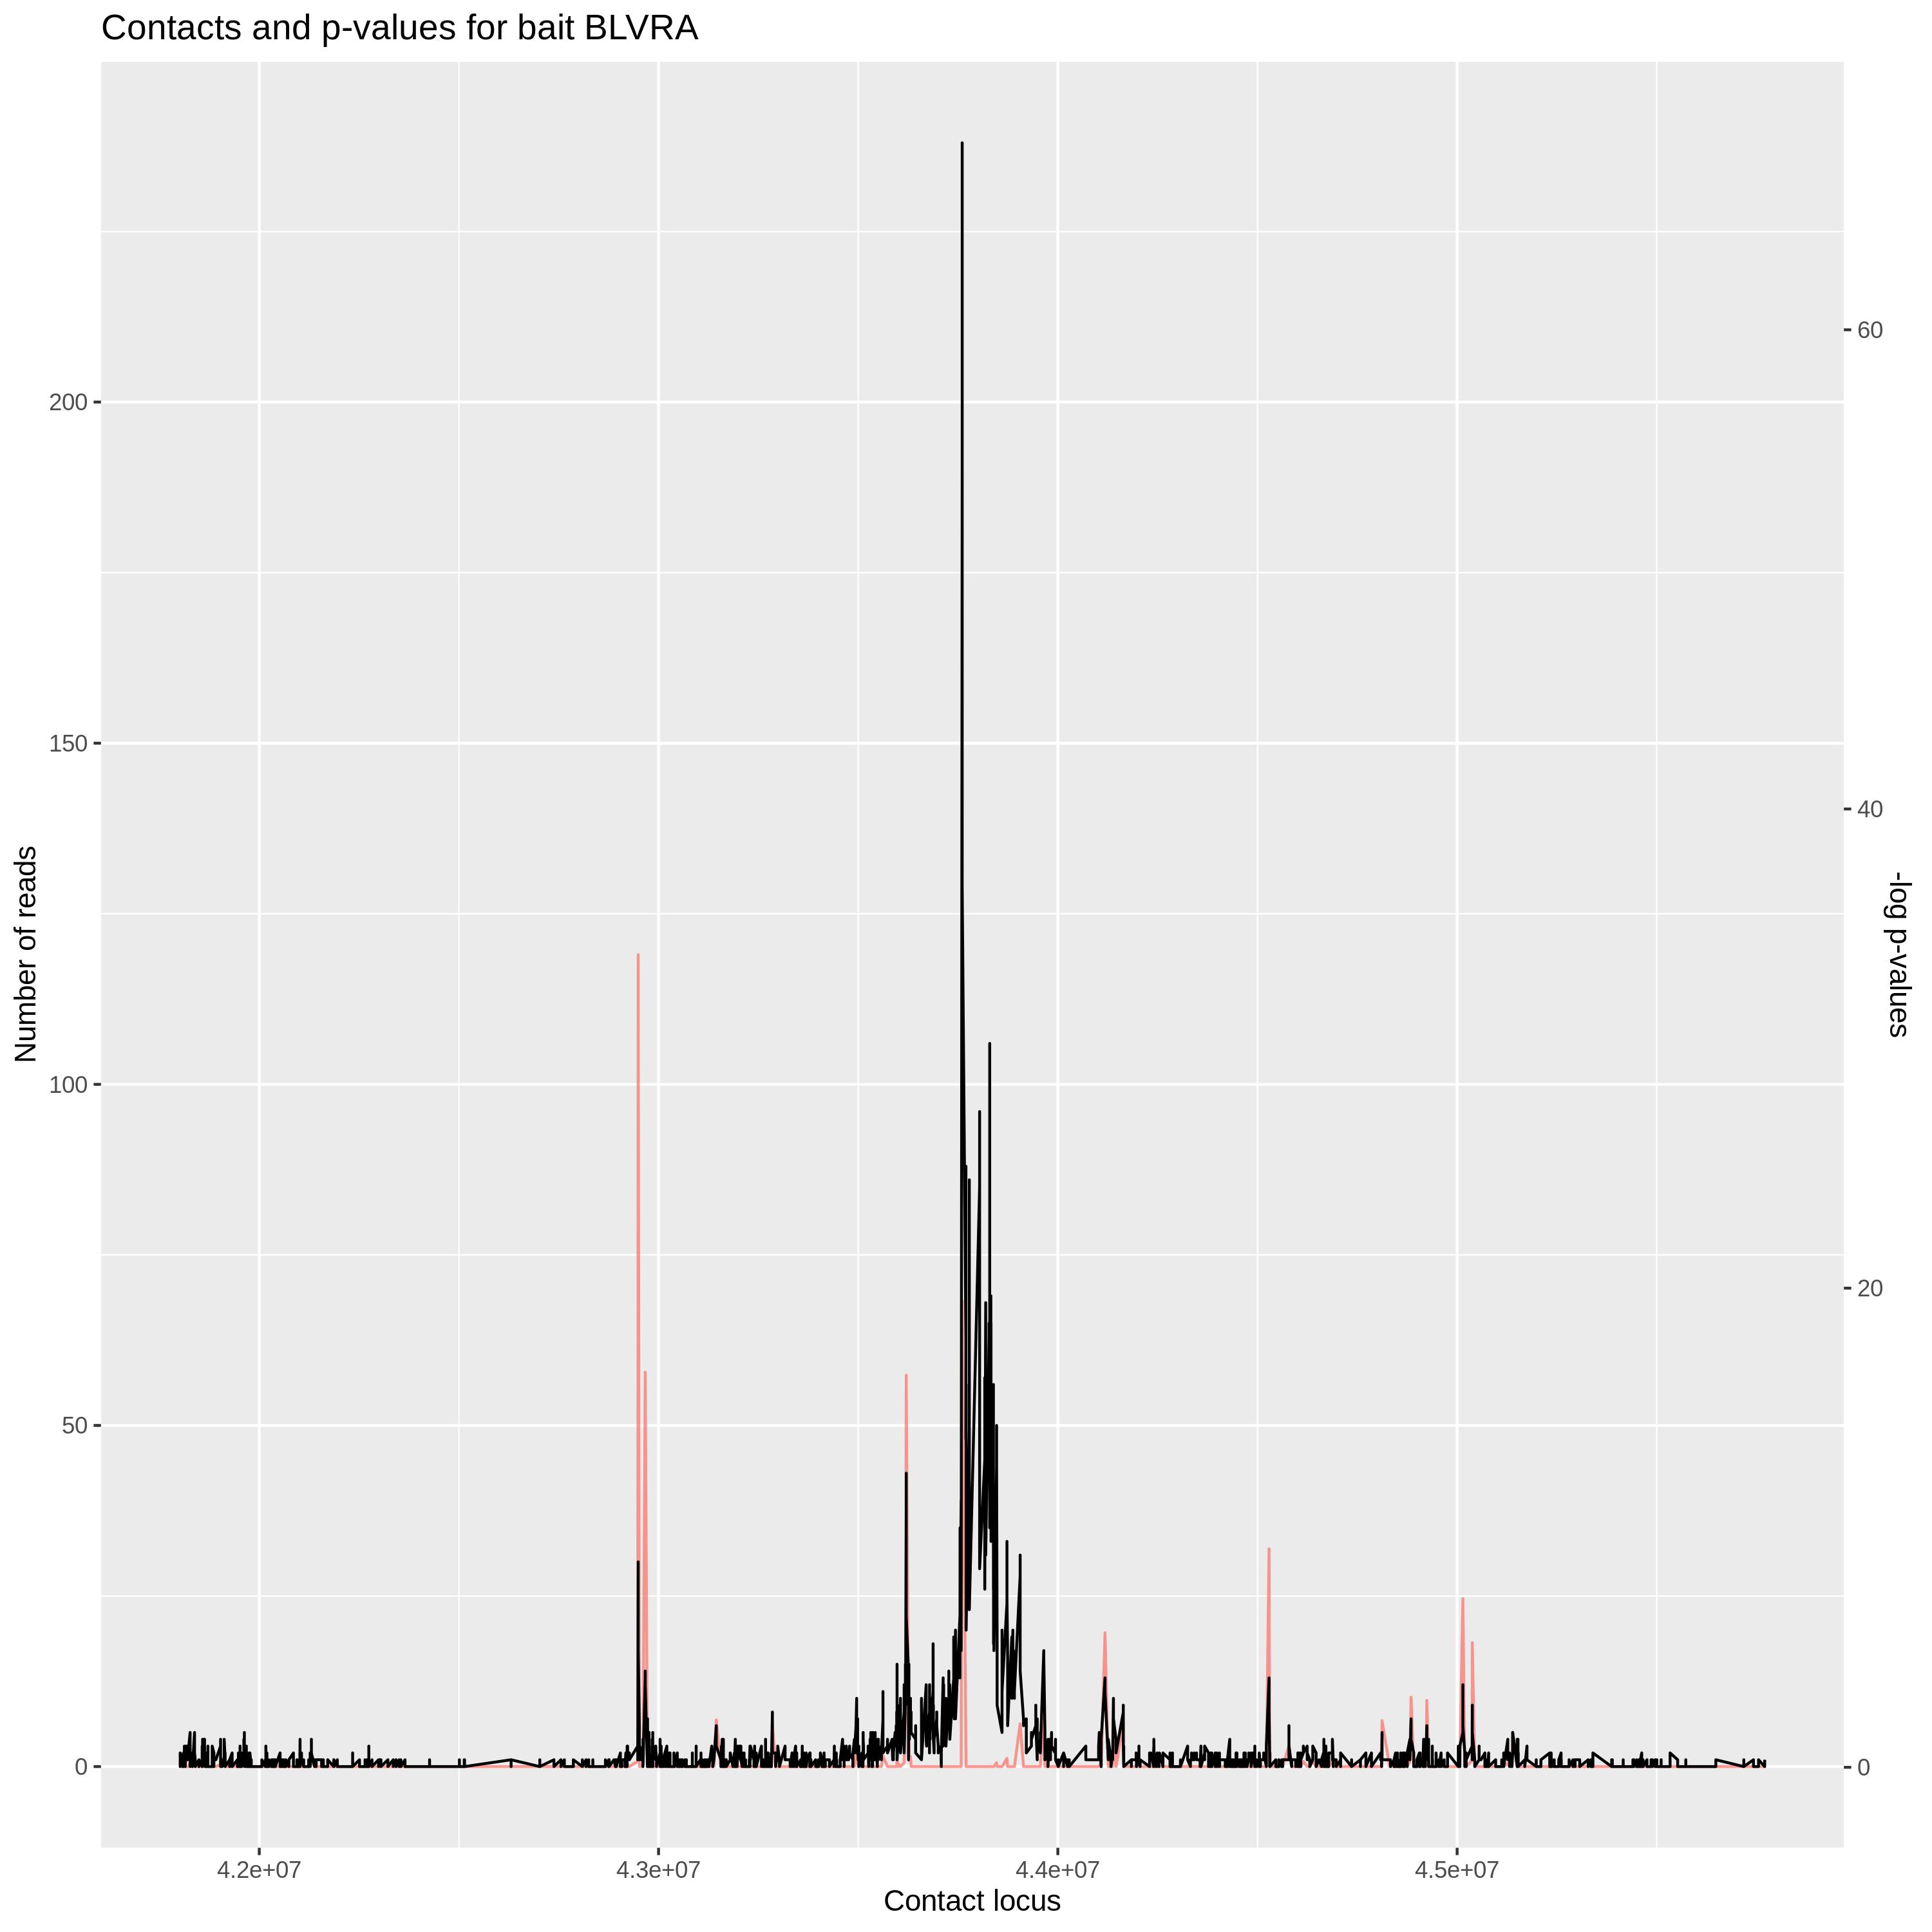 Contacts and p-values for bait BLVRA
Number of reads
200
150
100
50
0
60
40
20
0
-log p-values
4.2e+07
4.3e+07
4.4e+07
4.5e+07
Contact locus